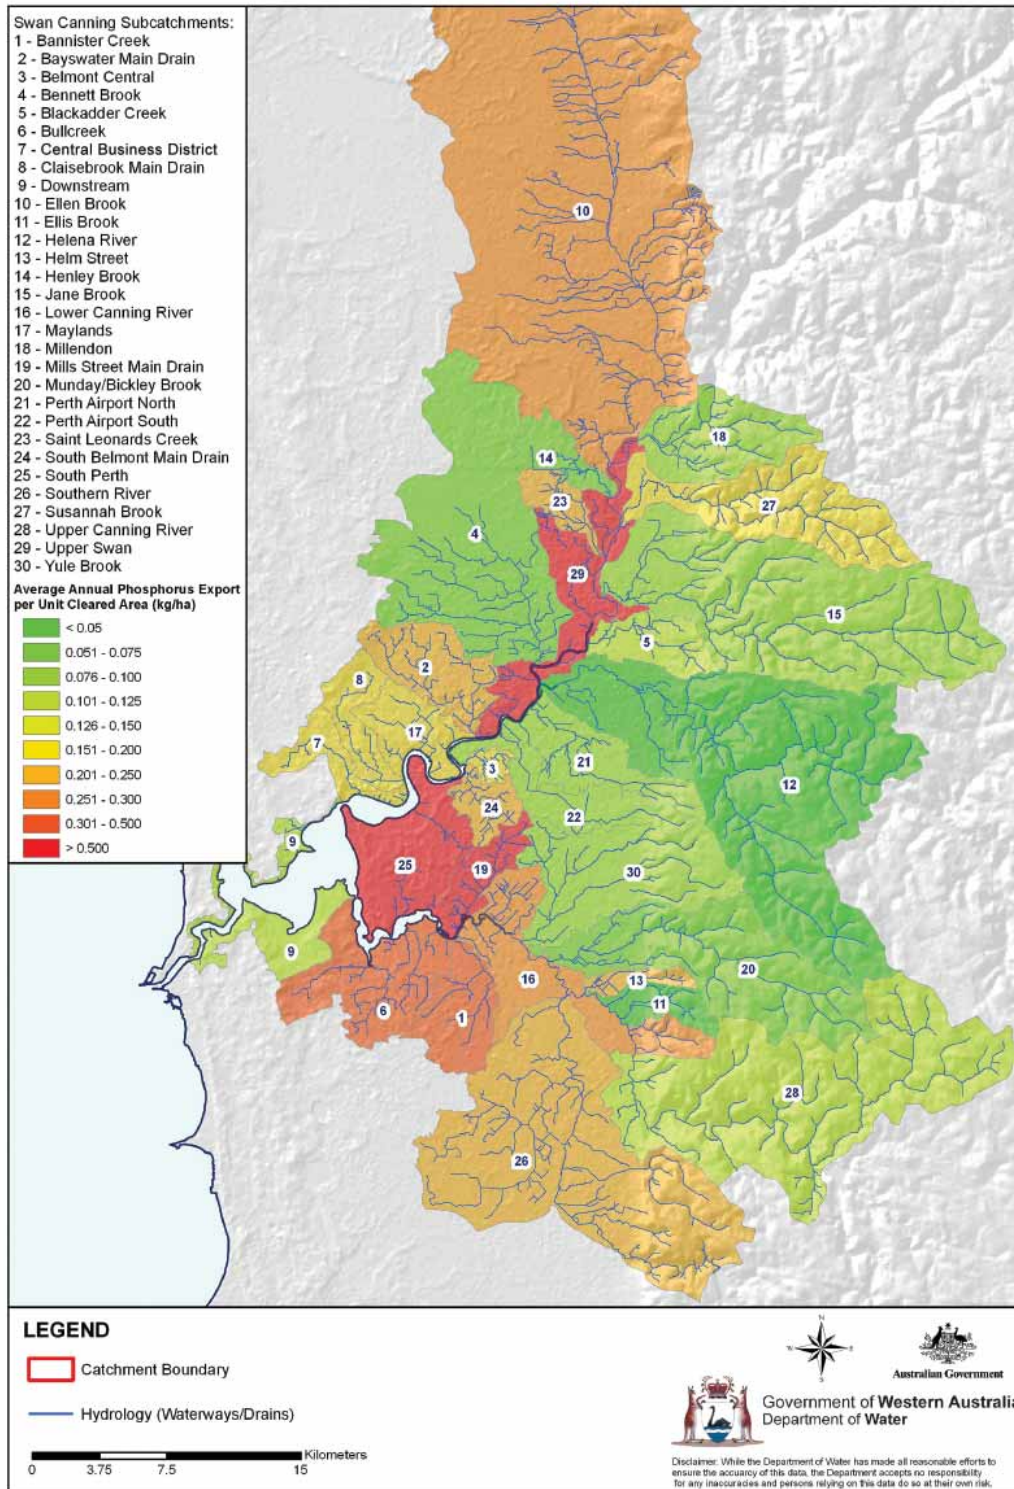 Swan Canning Subcatchments:
1 - Bannister Creek
2 - Bayswater Main Drain
3 - Belmont Central
4 - Bennett Brook
5 - Blackadder Creek
6 - Bullcreek
7 - Central Business District
8 - Claisebrook Main Drain
9 - Downstream
10 - Ellen Brook
11 - Ellis Brook
12 - Helena River
13 - Helm Street
14 - Henley Brook
15 - Jane Brook
16 - Lower Canning River
17 - Maylands
18 - Millendon
19 - Mills Street Main Drain
20 - Munday/Bickley Brook
21 - Perth Airport North
22 - Perth Airport South
23 - Saint Leonards Creek
24 - South Belmont Main Drain
25 - South Perth
26 - Southern River
27 - Susannah Brook
28 - Upper Canning River
29 - Upper Swan
30 - Yule Brook
Average Annual Phosphorus Export
per Unit Cleared Area (kg/ha)
< 0.05
0.051 - 0.075
0.076 - 0.100
0.101 - 0.125
0.126 - 0.150
0.151 - 0.200
0.201 - 0.250
0.251 - 0.300
0.301 - 0.500
> 0.500
10
18
14
27
23
4
29
15
5
2
8
17
7
21
3
12
24
22
9
25
19
30
9
20
16
13
11
6
1
28
26
LEGEND
Catchment Boundary
Hydrology (Waterways/Drains)
Kilometers
0 3.75 7.5 15
N
W E
S
Australian Government
Government of Western Australia
Department of Water
Disclaimer: While the Department of Water has made all reasonable efforts to
ensure the accuarcy of this data, the Department accepts no responsibility
for any inaccuracies and persons relying on this data do so at their own risk.